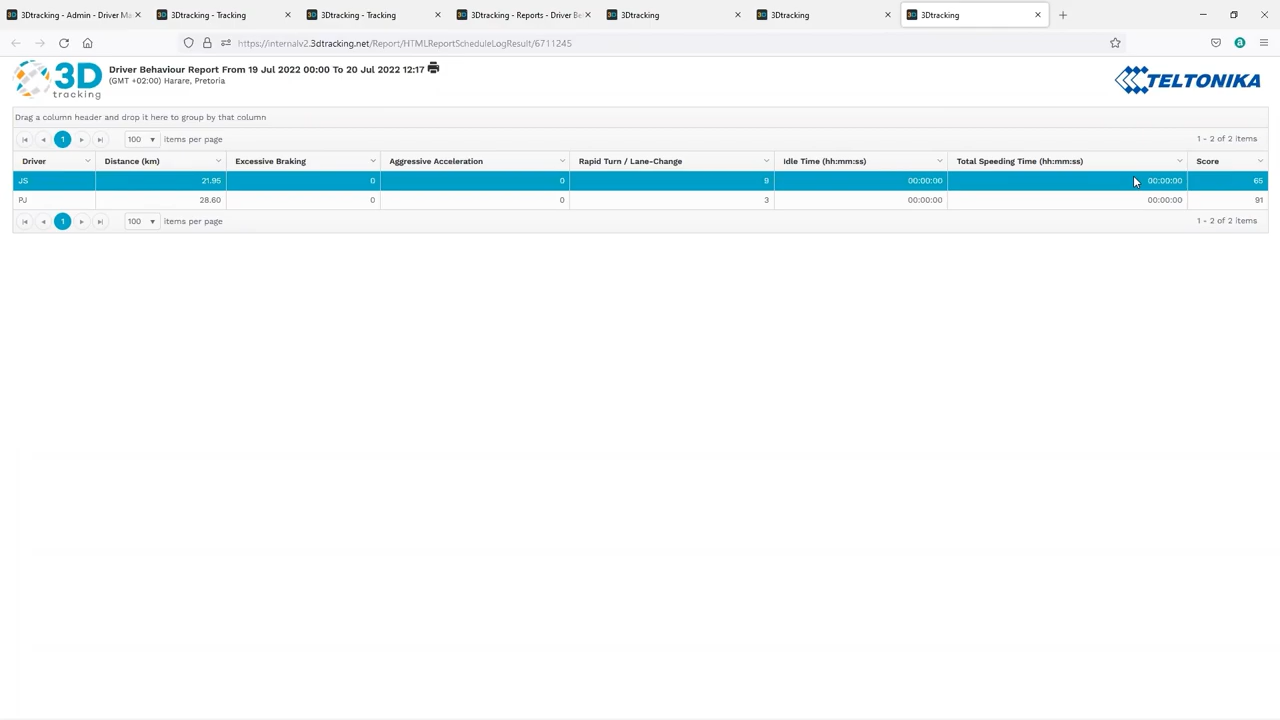 3Dtracking - Admin - Driver Ma
3Dtracking - Tracking
3Dtracking - Tracking
3Dtracking - Reports - Driver Be
3Dtracking
3Dtracking
3Dtracking
https://internalv2.3dtracking.net/Report/HTMLReportScheduleLogResult/6711245
3D
tracking
Driver Behaviour Report From 19 Jul 2022 00:00 To 20 Jul 2022 12:17
(GMT +02:00) Harare, Pretoria
TELTONIKA
Drag a column header and drop it here to group by that column
1 100 items per page 1 - 2 of 2 items
Driver Distance (km) Excessive Braking Aggressive Acceleration Rapid Turn / Lane-Change Idle Time (hh:mm:ss) Total Speeding Time (hh:mm:ss) Score
JS 21.95 0 0 9 00:00:00 00:00:00 65
PJ 28.60 0 0 3 00:00:00 00:00:00 91
1 100 items per page 1 - 2 of 2 items